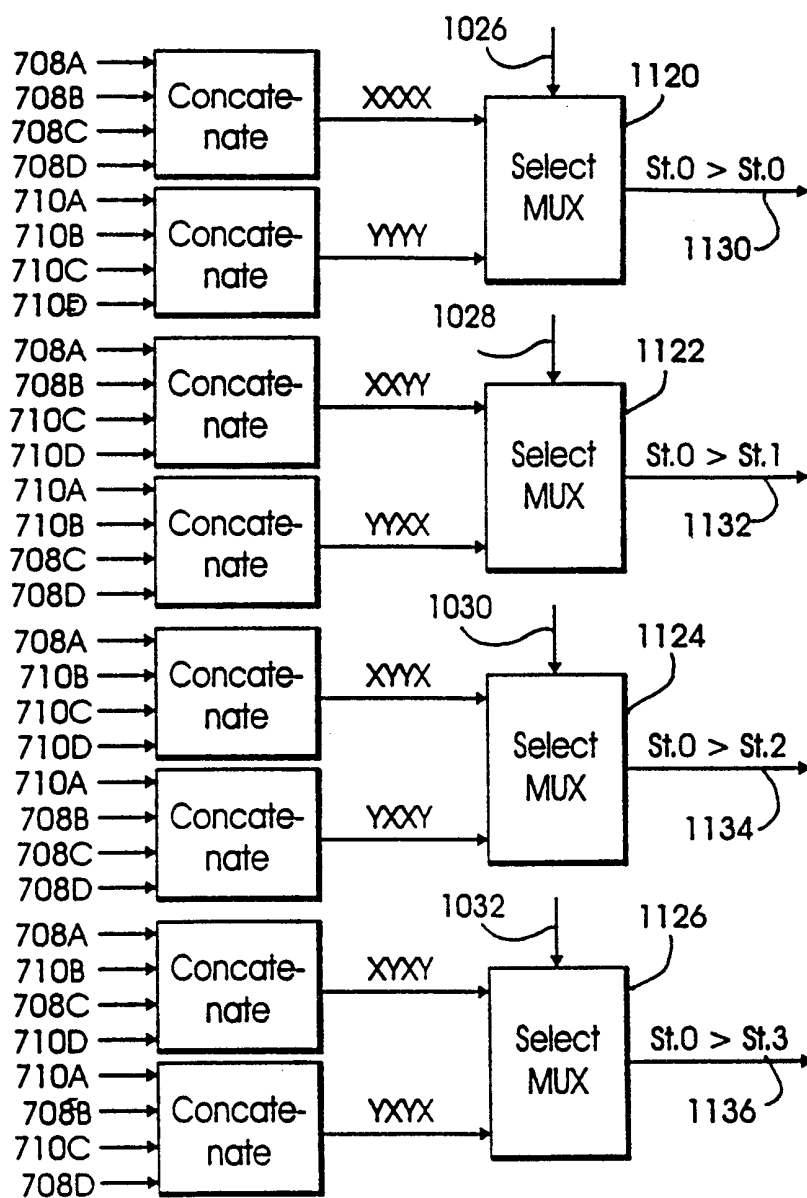 708A
708B
708C
708D
Concate-
nate
XXXX
710A
710B
710C
710D
Concate-
nate
YYYY
1026
Select
MUX
1120
St.0 > St.0
1130
708A
708B
710C
710D
Concate-
nate
XXYY
710A
710B
708C
708D
Concate-
nate
YYXX
1028
Select
MUX
1122
St.0 > St.1
1132
708A
710B
710C
710D
Concate-
nate
XYYX
710A
708B
708C
708D
Concate-
nate
YXXY
1030
Select
MUX
1124
St.0 > St.2
1134
708A
710B
708C
710D
Concate-
nate
XYXY
710A
708B
710C
708D
Concate-
nate
YXYX
1032
Select
MUX
1126
St.0 > St.3
1136